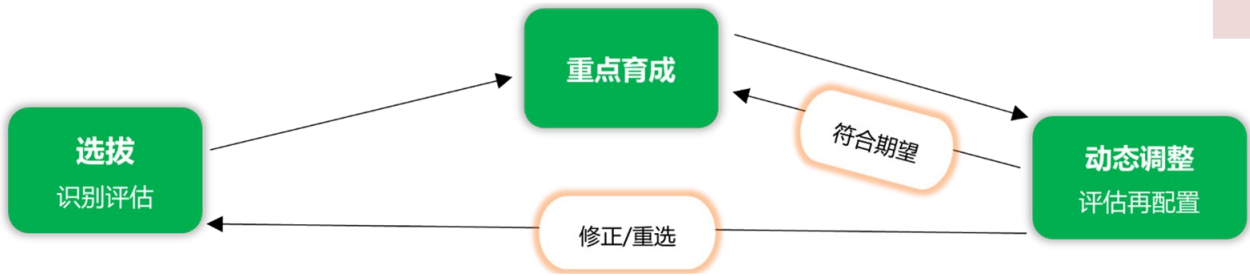 重点育成
选拔
识别评估
符合期望
动态调整
评估再配置
修正/重选